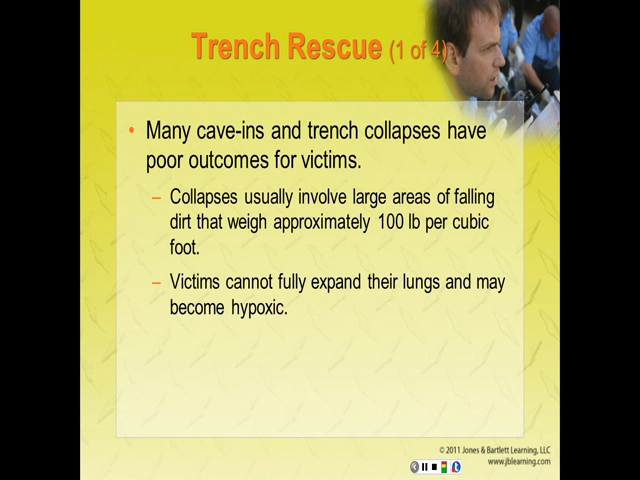 Trench Rescue (1 of 4)
• Many cave-ins and trench collapses have
poor outcomes for victims.
– Collapses usually involve large areas of falling
dirt that weigh approximately 100 lb per cubic
foot.
– Victims cannot fully expand their lungs and may
become hypoxic.
© 2011 Jones & Bartlett Learning, LLC
www.jblearning.com